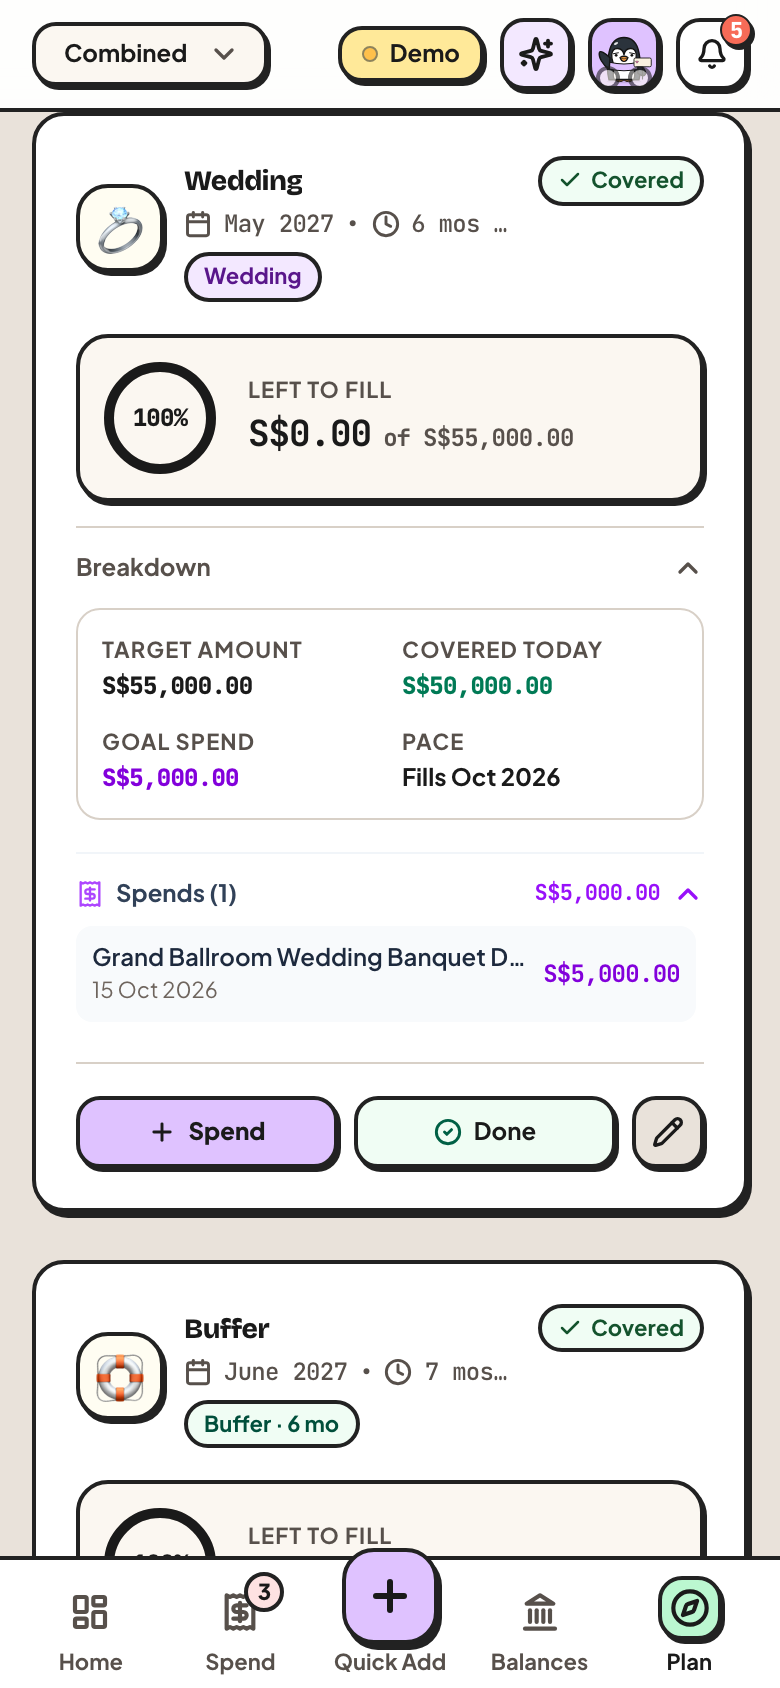 Combined
Demo
5
Wedding
Covered
May 2027 • 6 mos …
Wedding
100%
LEFT TO FILL
S$0.00 of S$55,000.00
Breakdown
TARGET AMOUNT
S$55,000.00
COVERED TODAY
S$50,000.00
GOAL SPEND
S$5,000.00
PACE
Fills Oct 2026
Spends (1)
S$5,000.00
Grand Ballroom Wedding Banquet D…
15 Oct 2026
S$5,000.00
Spend
Done
Buffer
Covered
June 2027 • 7 mos…
Buffer · 6 mo
LEFT TO FILL
Home
3
Spend
Quick Add
Balances
Plan